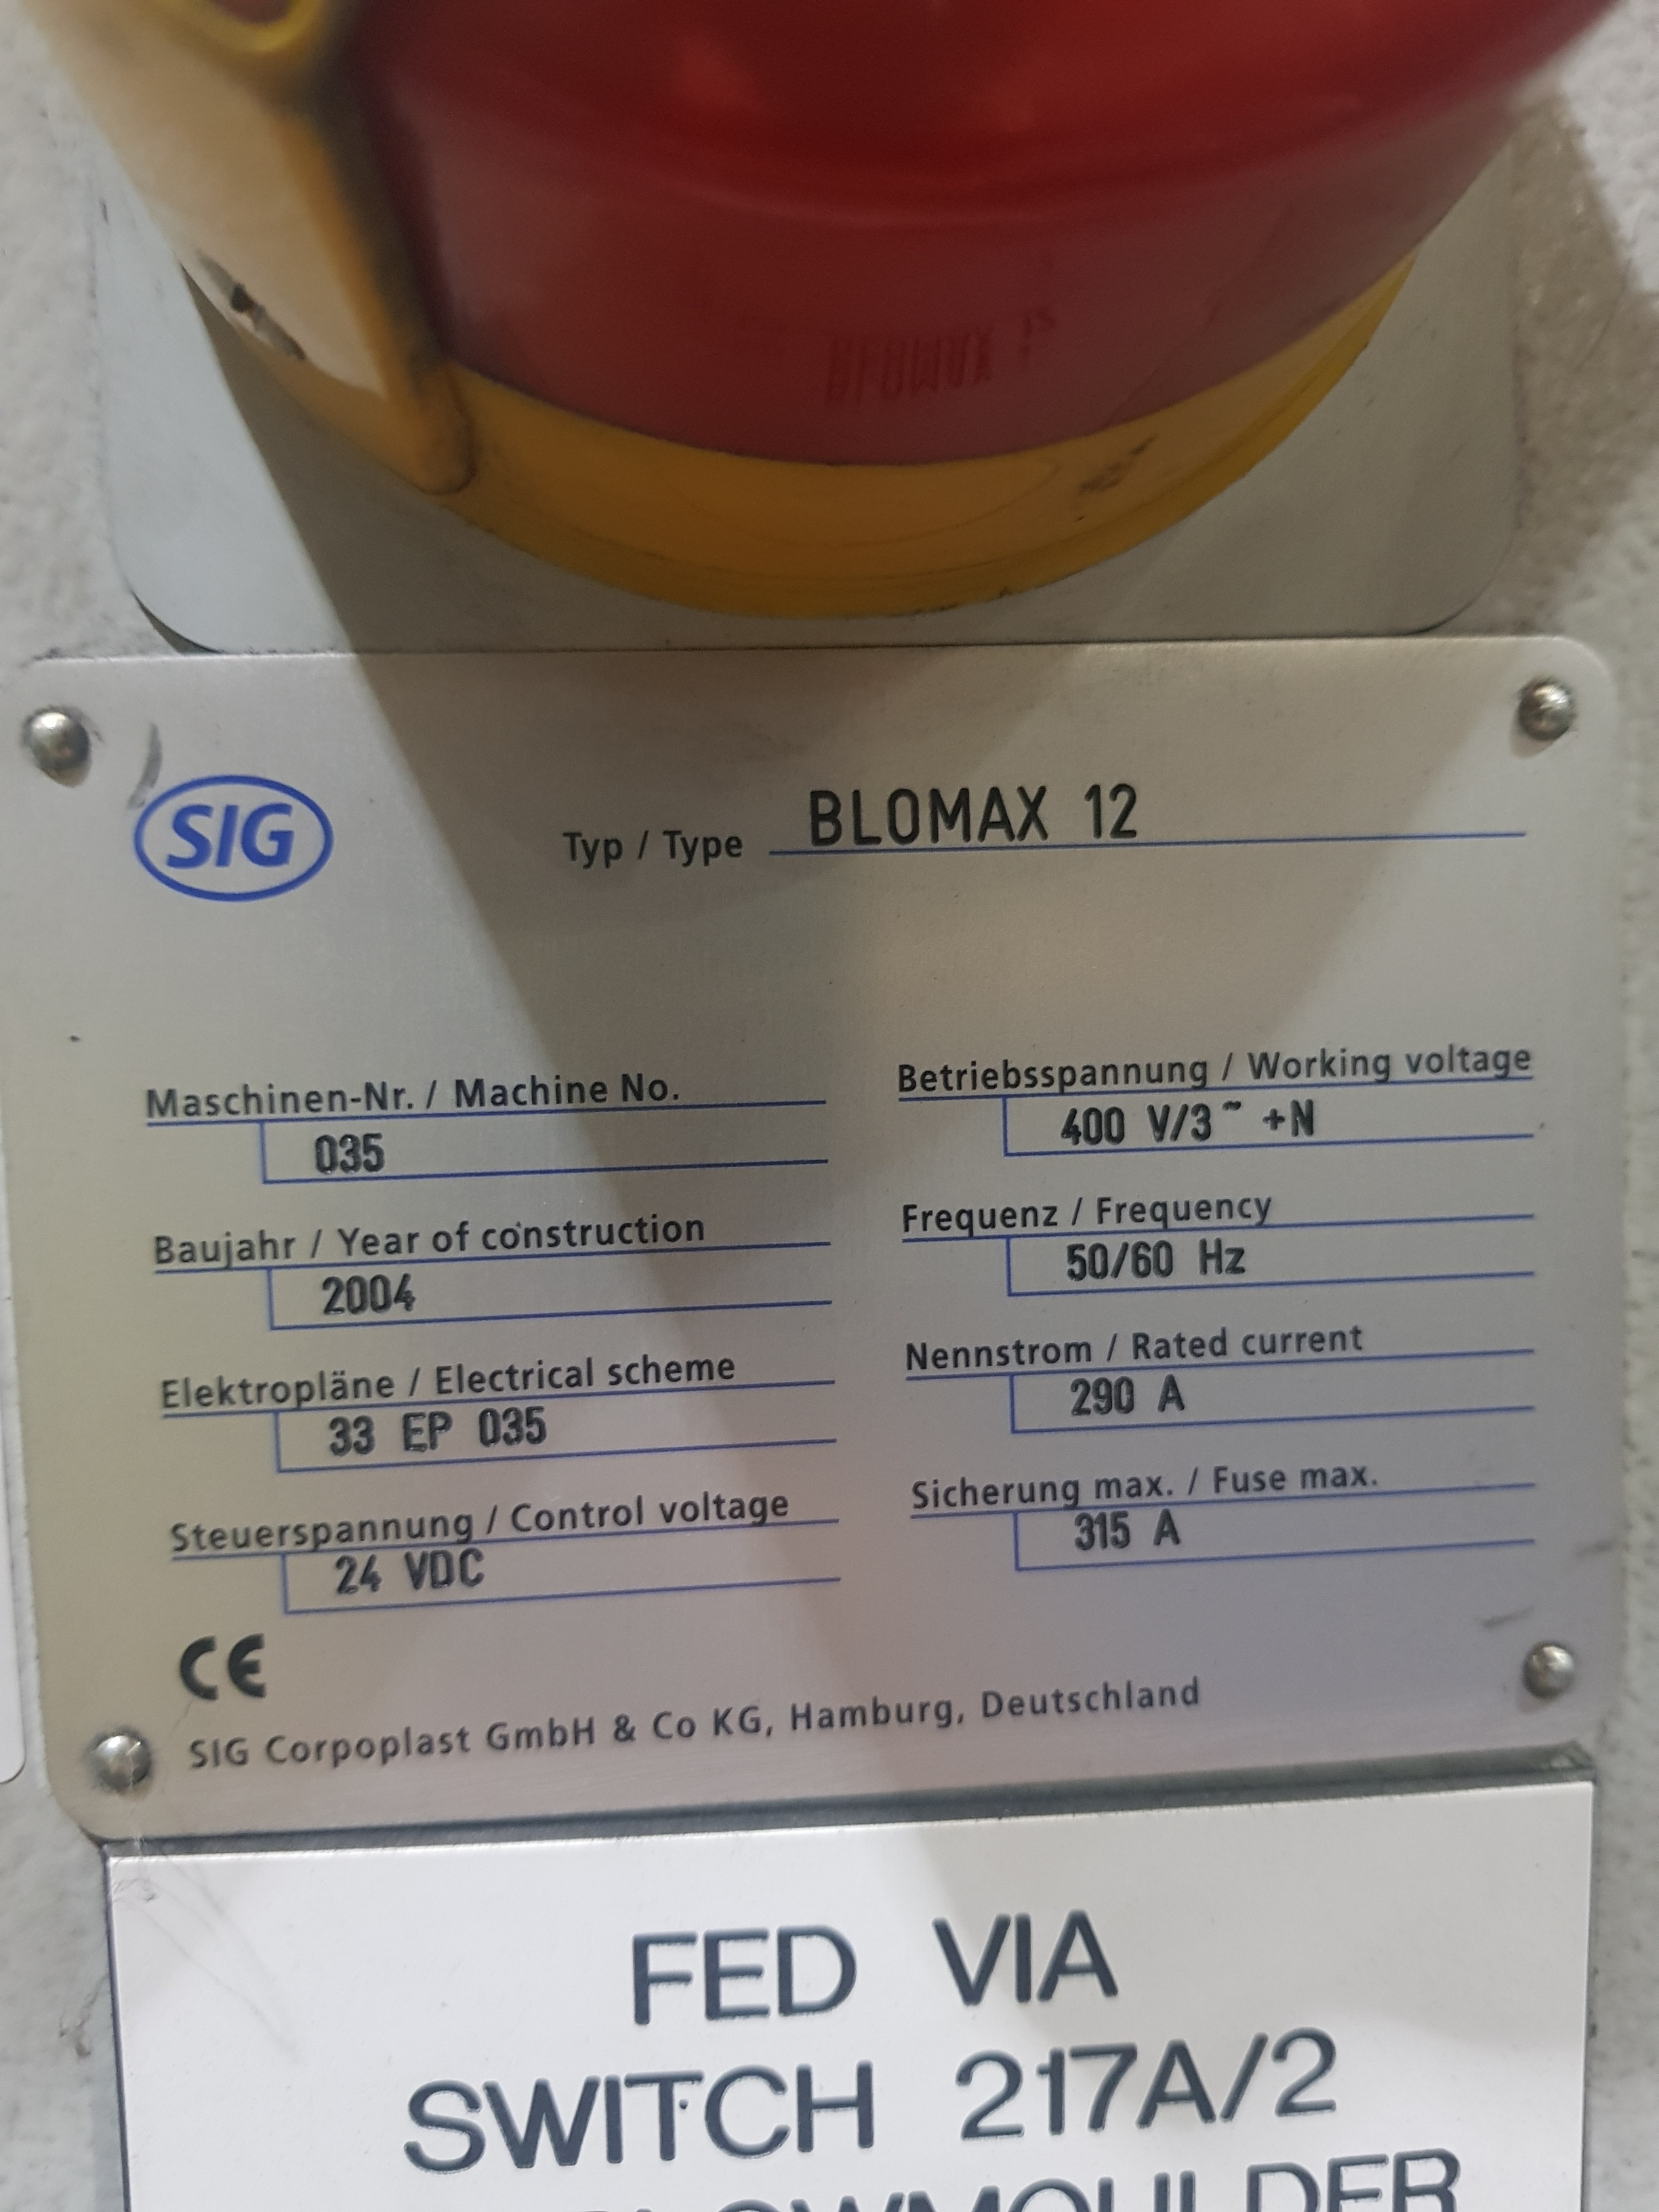 SIG
Typ / Type BLOMAX 12
Maschinen-Nr. / Machine No.
035
Baujahr / Year of construction
2004
Elektropläne / Electrical scheme
33 EP 035
Steuerspannung / Control voltage
24 VDC
Betriebsspannung / Working voltage
400 V/3~ +N
Frequenz / Frequency
50/60 Hz
Nennstrom / Rated current
290 A
Sicherung max. / Fuse max.
315 A
CE
SIG Corpoplast GmbH & Co KG, Hamburg, Deutschland
FED VIA
SWITCH 217A/2